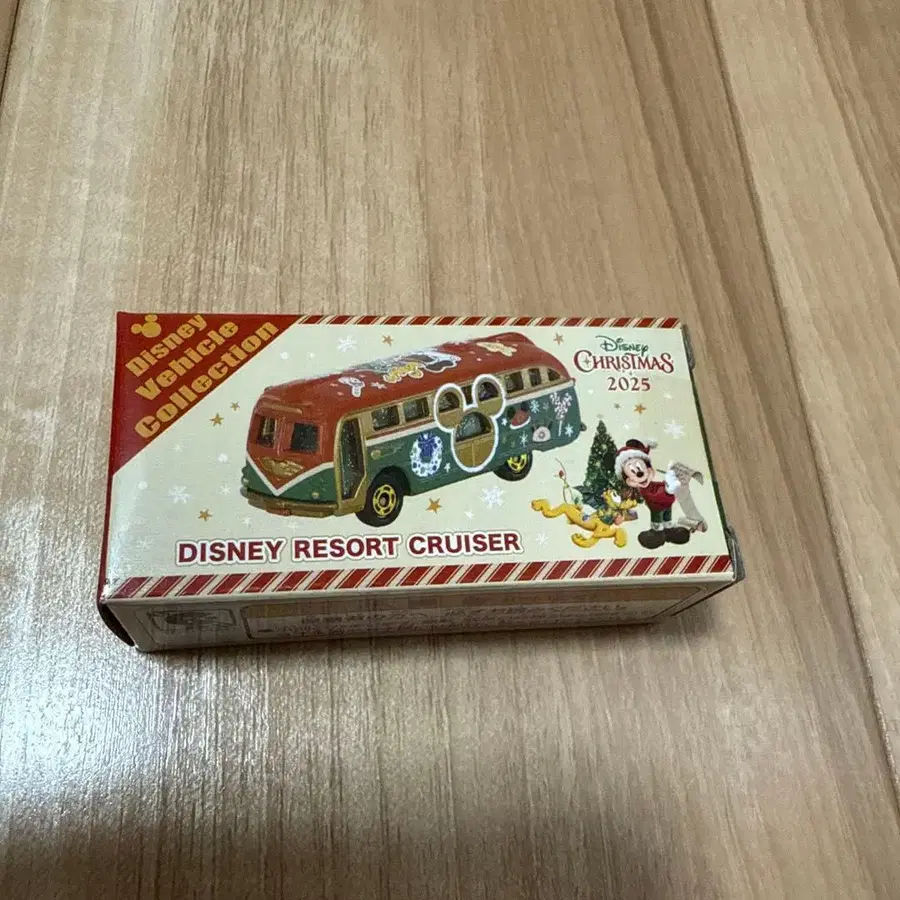 Disney
Vehicle
Collection
Disney
CHRISTMAS
2025
DISNEY RESORT CRUISER